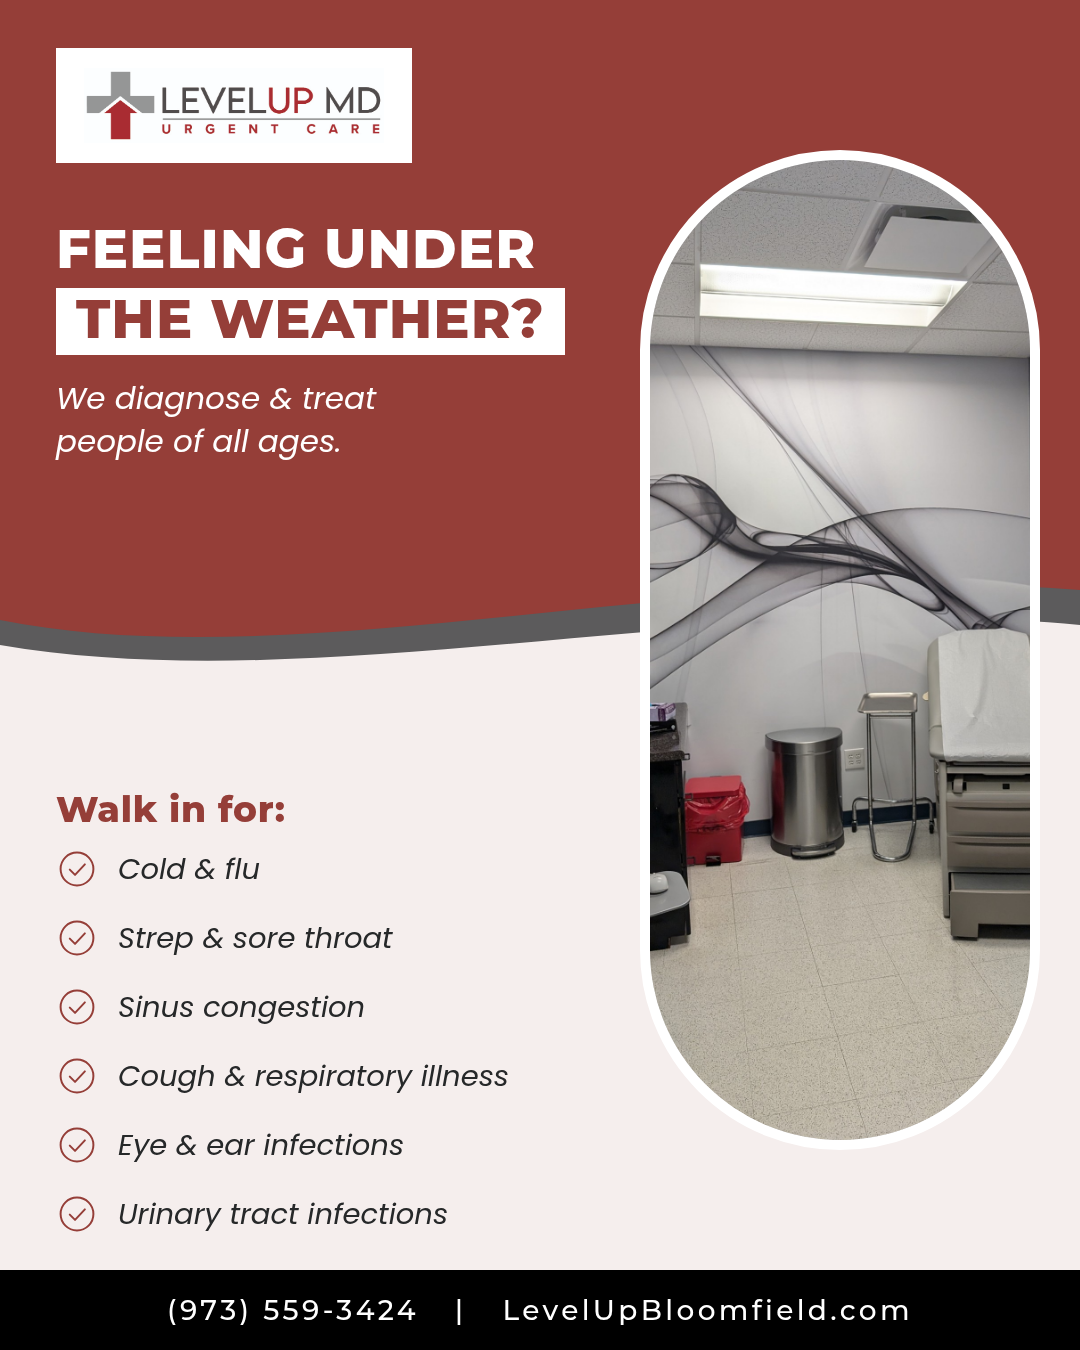 LEVELUP MD
URGENT CARE
FEELING UNDER
THE WEATHER?
We diagnose & treat
people of all ages.
Walk in for:
Cold & flu
Strep & sore throat
Sinus congestion
Cough & respiratory illness
Eye & ear infections
Urinary tract infections
(973) 559-3424 | LevelUpBloomfield.com